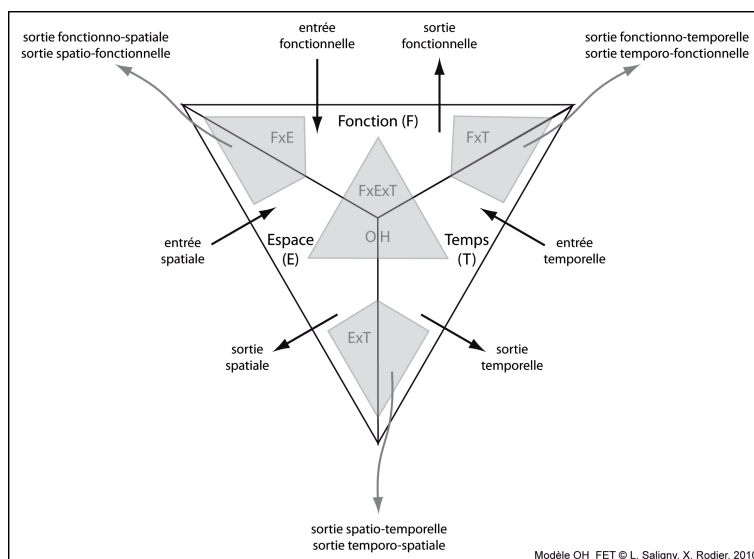 sortie fonctionno-spatiale
sortie spatio-fonctionnelle
entrée
fonctionnelle
sortie
fonctionnelle
sortie fonctionno-temporelle
sortie temporo-fonctionnelle
Fonction (F)
FxE
FxT
FxExT
OH
Espace
(E)
Temps
(T)
entrée
spatiale
entrée
temporelle
ExT
sortie
spatiale
sortie
temporelle
sortie spatio-temporelle
sortie temporo-spatiale
Modèle OH_FET © L. Saligny, X. Rodier, 2010